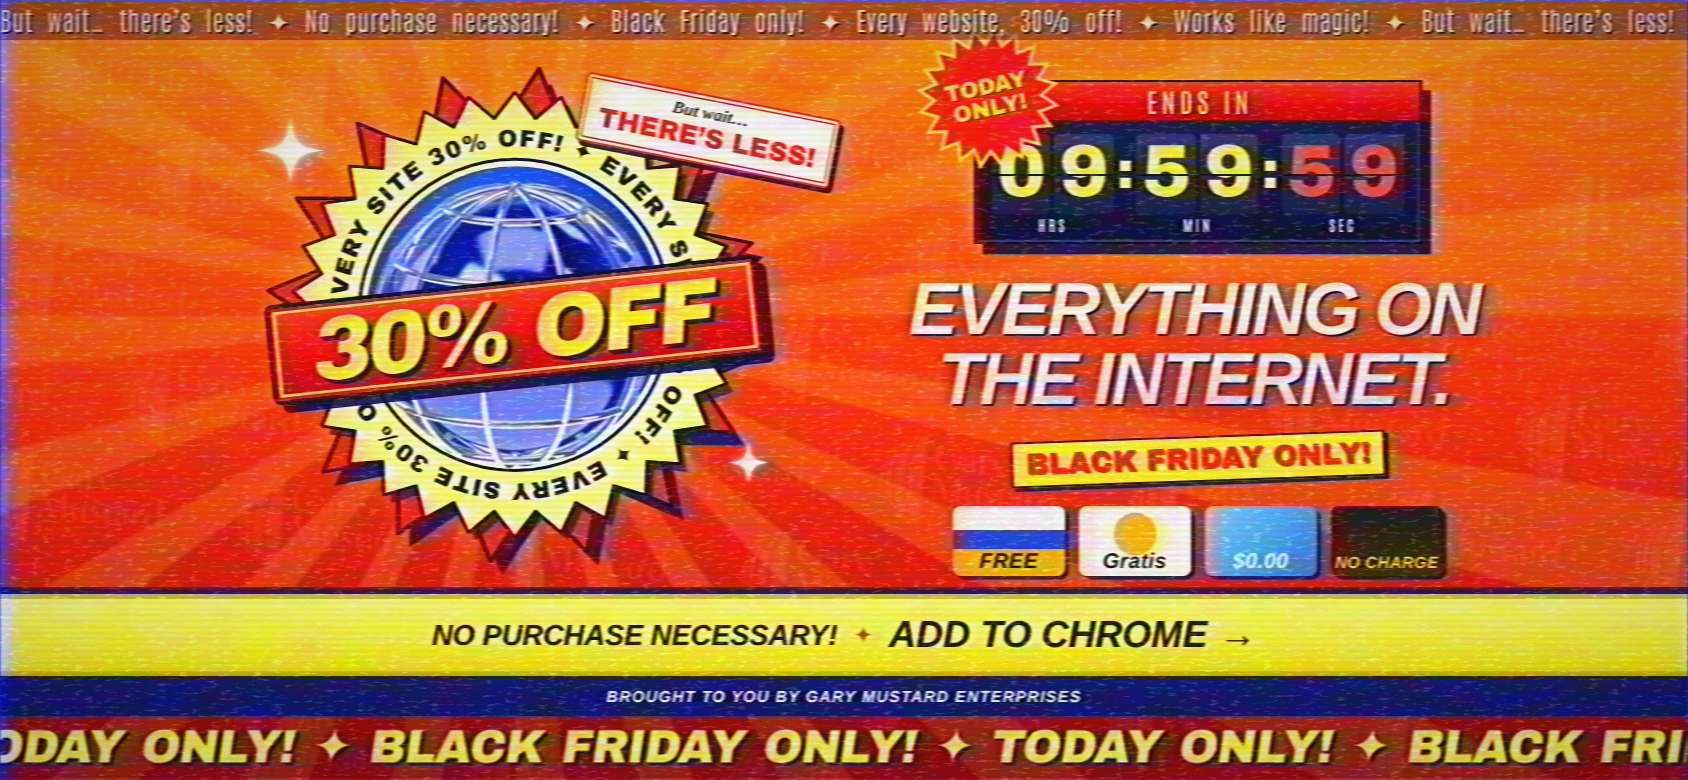 But wait… there's less! ✦ No purchase necessary! ✦ Black Friday only! ✦ Every website, 30% off! ✦ Works like magic! ✦ But wait… there's less!
TODAY
ONLY!
ENDS IN
09:59:59
HRS MIN SEC
But wait...
THERE'S LESS!
EVERY SITE 30% OFF! ✦ EVERY SI
OFF! ✦ EVERY SITE 30% O
30% OFF
EVERYTHING ON
THE INTERNET.
BLACK FRIDAY ONLY!
FREE Gratis $0.00 NO CHARGE
NO PURCHASE NECESSARY! ✦ ADD TO CHROME →
BROUGHT TO YOU BY GARY MUSTARD ENTERPRISES
ODAY ONLY! ✦ BLACK FRIDAY ONLY! ✦ TODAY ONLY! ✦ BLACK FRI